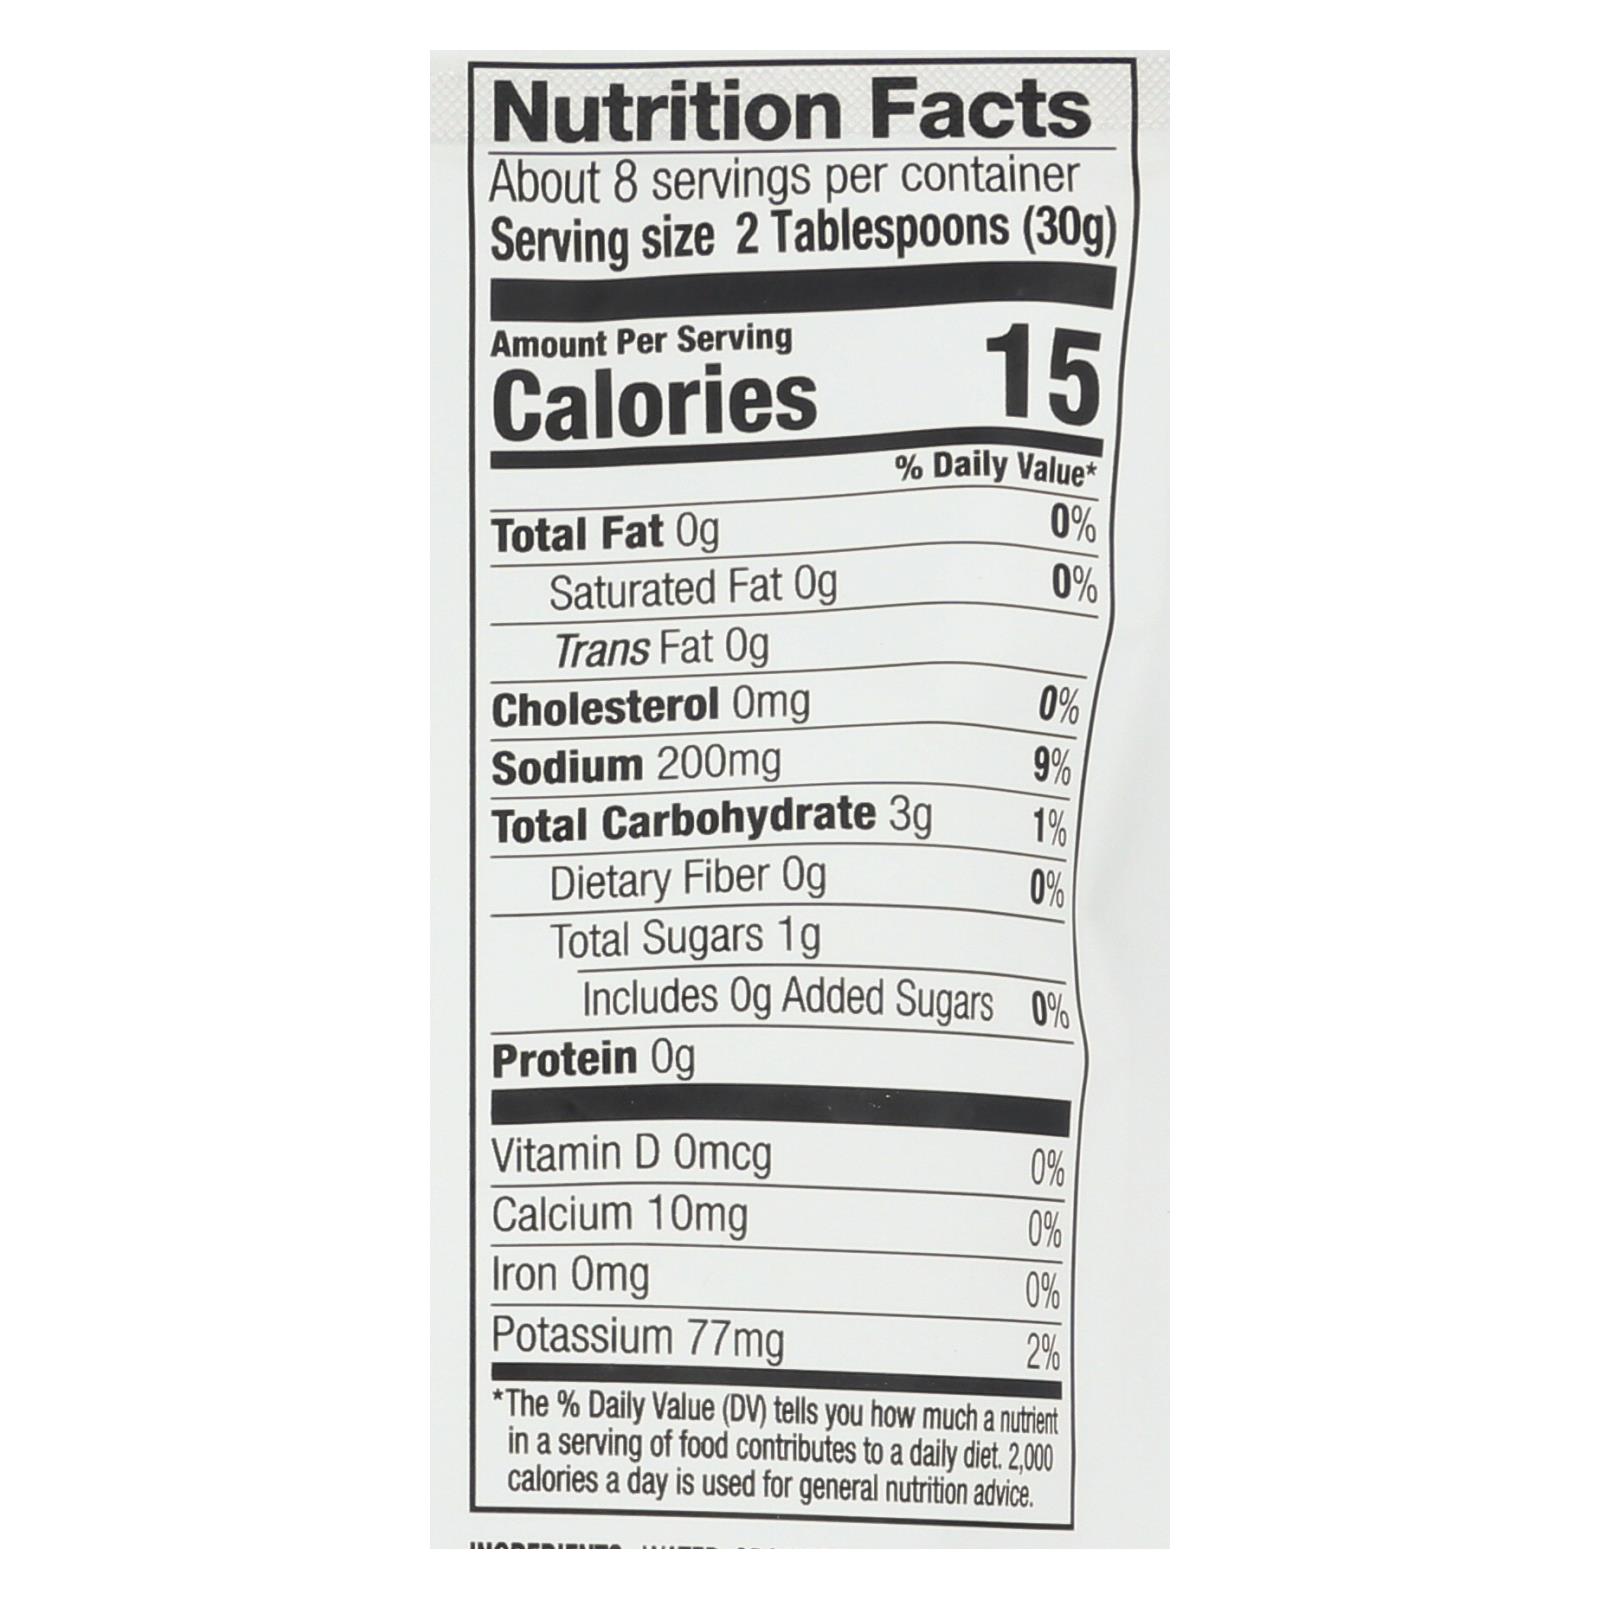 Nutrition Facts
About 8 servings per container
Serving size 2 Tablespoons (30g)
Amount Per Serving
Calories 15
% Daily Value*
Total Fat 0g 0%
Saturated Fat 0g 0%
Trans Fat 0g
Cholesterol 0mg 0%
Sodium 200mg 9%
Total Carbohydrate 3g 1%
Dietary Fiber 0g 0%
Total Sugars 1g
Includes 0g Added Sugars 0%
Protein 0g
Vitamin D 0mcg 0%
Calcium 10mg 0%
Iron 0mg 0%
Potassium 77mg 2%
*The % Daily Value (DV) tells you how much a nutrient
in a serving of food contributes to a daily diet. 2,000
calories a day is used for general nutrition advice.